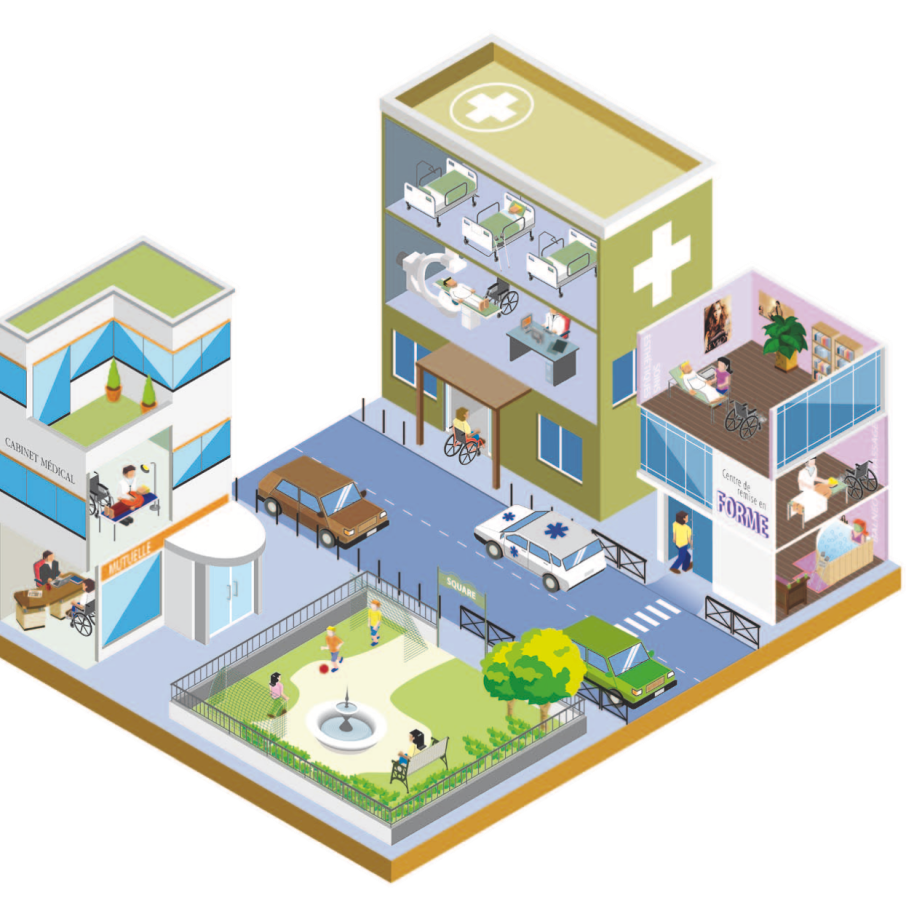 CABINET MÉDICAL
MUTUELLE
SQUARE
Centre de
remise en
FORME